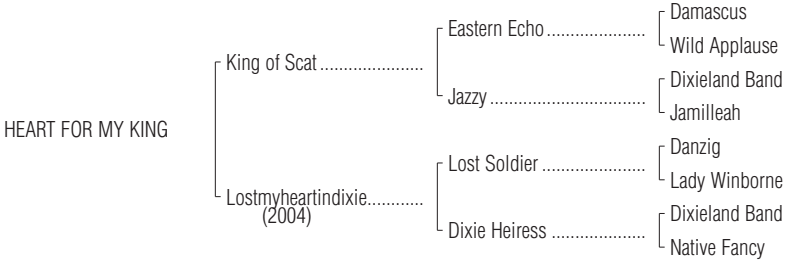 HEART FOR MY KING
King of Scat ......................
Lostmyheartindixie............
(2004)
Eastern Echo .....................
Jazzy .................................
Lost Soldier ......................
Dixie Heiress ....................
Damascus
Wild Applause
Dixieland Band
Jamilleah
Danzig
Lady Winborne
Dixieland Band
Native Fancy